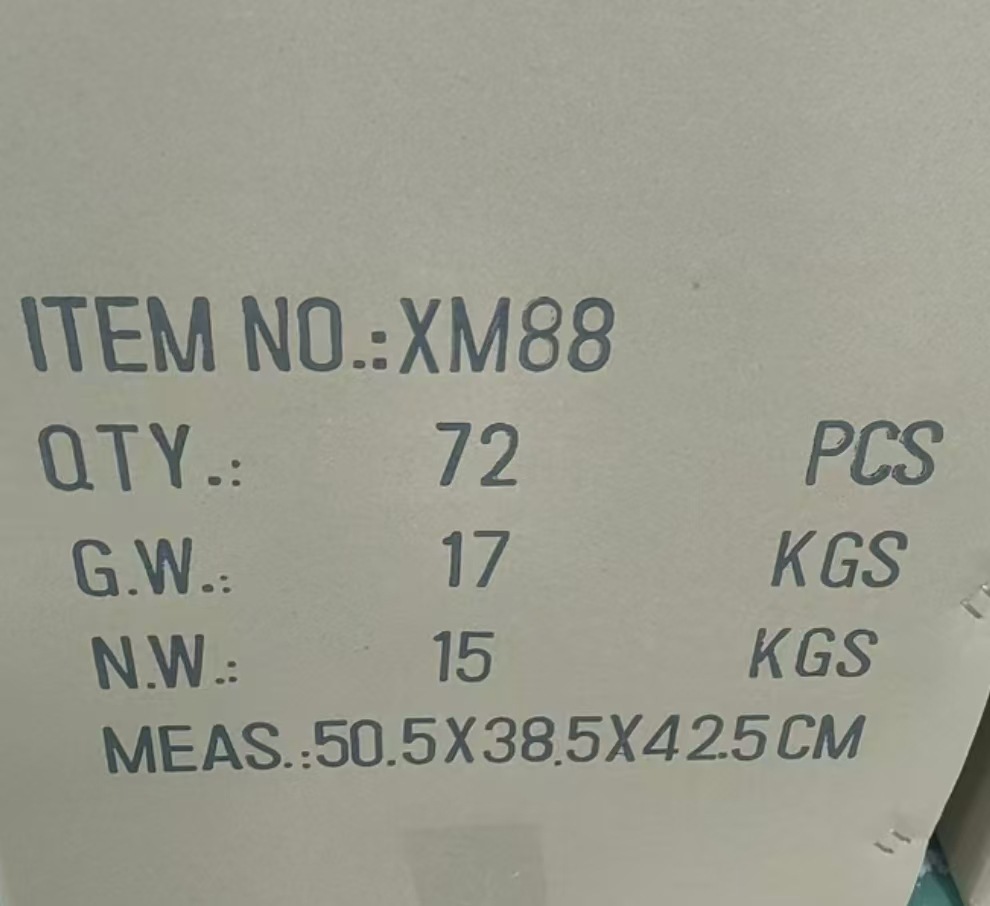 ITEM NO.:XM88
QTY.: 72 PCS
G.W.: 17 KGS
N.W.: 15 KGS
MEAS.:50.5X38.5X42.5CM